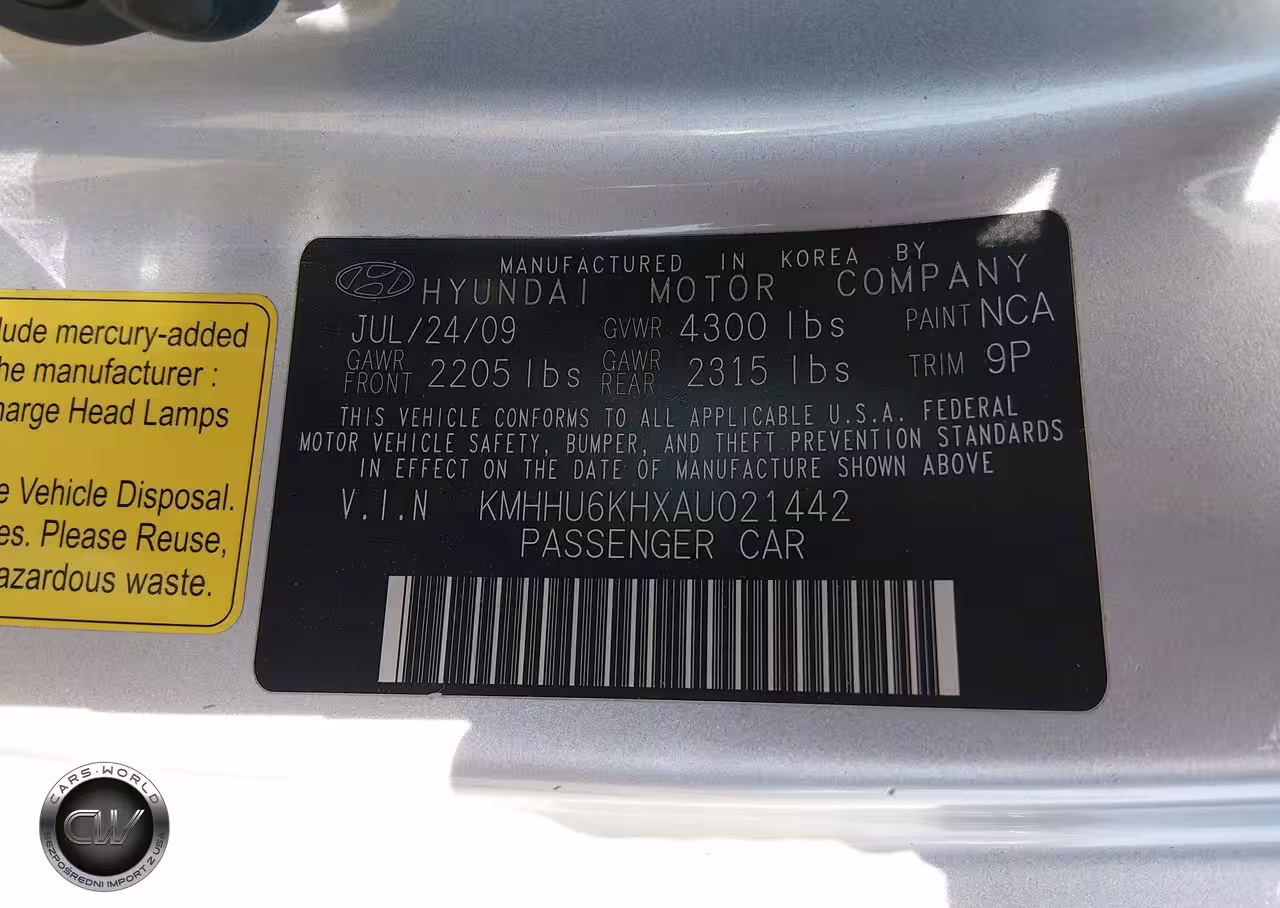 lude mercury-added
he manufacturer :
harge Head Lamps
e Vehicle Disposal.
es. Please Reuse,
azardous waste.
MANUFACTURED IN KOREA BY
HYUNDAI MOTOR COMPANY
JUL/24/09 GVWR 4300 lbs PAINT NCA
GAWR FRONT 2205 lbs GAWR REAR 2315 lbs TRIM 9P
THIS VEHICLE CONFORMS TO ALL APPLICABLE U.S.A. FEDERAL
MOTOR VEHICLE SAFETY, BUMPER, AND THEFT PREVENTION STANDARDS
IN EFFECT ON THE DATE OF MANUFACTURE SHOWN ABOVE
V.I.N KMHHU6KHXAU021442
PASSENGER CAR
CARS·WORLD
CW
BEZPOŚREDNI IMPORT Z USA